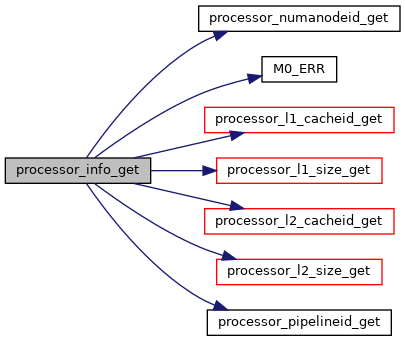 processor_numanodeid_get
M0_ERR
processor_l1_cacheid_get
processor_info_get
processor_l1_size_get
processor_l2_cacheid_get
processor_l2_size_get
processor_pipelineid_get